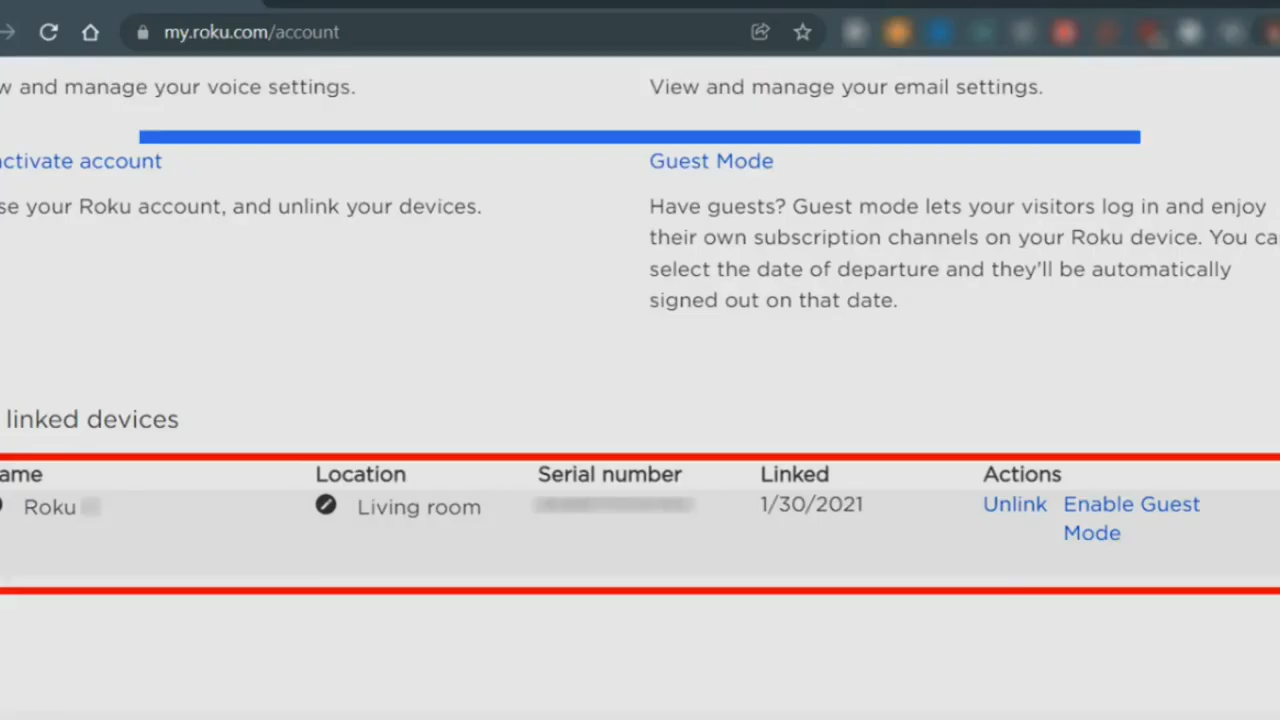 my.roku.com/account
and manage your voice settings.
View and manage your email settings.
activate account
Guest Mode
your Roku account, and unlink your devices.
Have guests? Guest mode lets your visitors log in and enjoy
their own subscription channels on your Roku device. You
select the date of departure and they'll be automatically
signed out on that date.
linked devices
ame Location Serial number Linked Actions
Roku Living room 1/30/2021 Unlink Enable Guest
Mode